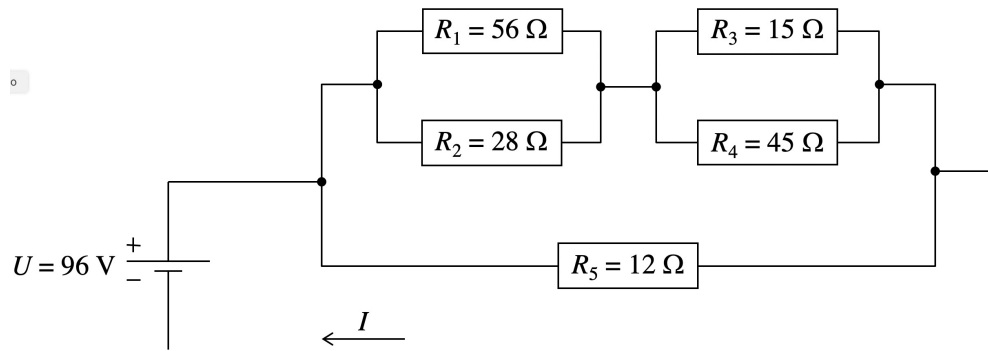 R₁ = 56 Ω
R₃ = 15 Ω
R₂ = 28 Ω
R₄ = 45 Ω
U = 96 V
+
−
R₅ = 12 Ω
I